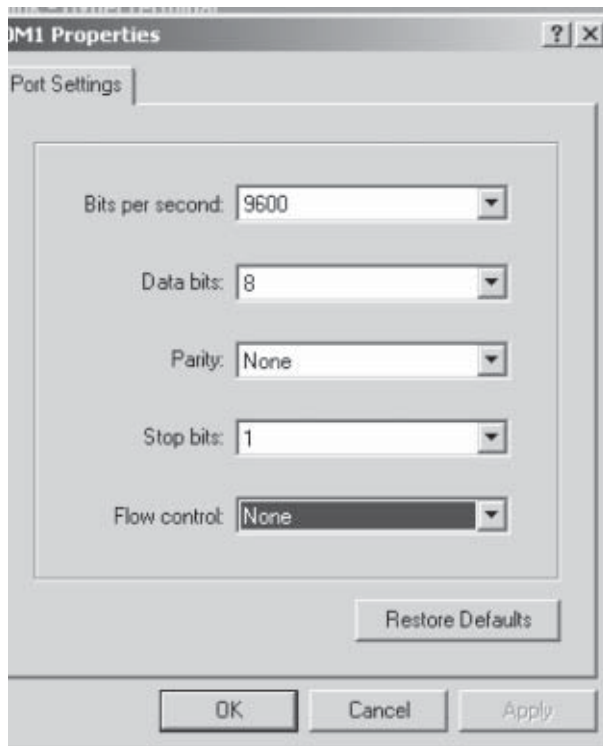 OM1 Properties
Port Settings
Bits per second: 9600
Data bits: 8
Parity: None
Stop bits: 1
Flow control: None
Restore Defaults
OK Cancel Apply